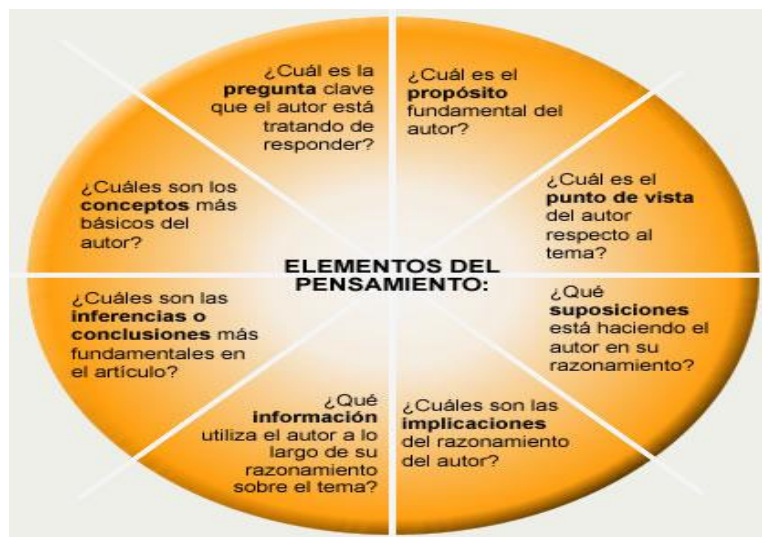 ¿Cuál es la
pregunta clave
que el autor está
tratando de
responder?
¿Cuál es el
propósito
fundamental del
autor?
¿Cuáles son los
conceptos más
básicos del
autor?
¿Cuál es el
punto de vista
del autor
respecto al
tema?
ELEMENTOS DEL
PENSAMIENTO:
¿Cuáles son las
inferencias o
conclusiones más
fundamentales en
el artículo?
¿Qué
suposiciones
está haciendo el
autor en su
razonamiento?
¿Qué
información
utiliza el autor a lo
largo de su
razonamiento
sobre el tema?
¿Cuáles son las
implicaciones
del razonamiento
del autor?